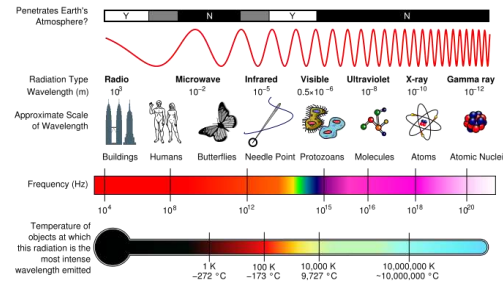 Penetrates Earth's
Atmosphere?
Y N Y N
Radiation Type
Wavelength (m)
Radio Microwave Infrared Visible Ultraviolet X-ray Gamma ray
10³ 10⁻² 10⁻⁵ 0.5×10⁻⁶ 10⁻⁸ 10⁻¹⁰ 10⁻¹²
Approximate Scale
of Wavelength
Buildings Humans Butterflies Needle Point Protozoans Molecules Atoms Atomic Nuclei
Frequency (Hz)
10⁴ 10⁸ 10¹² 10¹⁵ 10¹⁶ 10¹⁸ 10²⁰
Temperature of
objects at which
this radiation is the
most intense
wavelength emitted
1 K 100 K 10,000 K 10,000,000 K
−272 °C −173 °C 9,727 °C ~10,000,000 °C